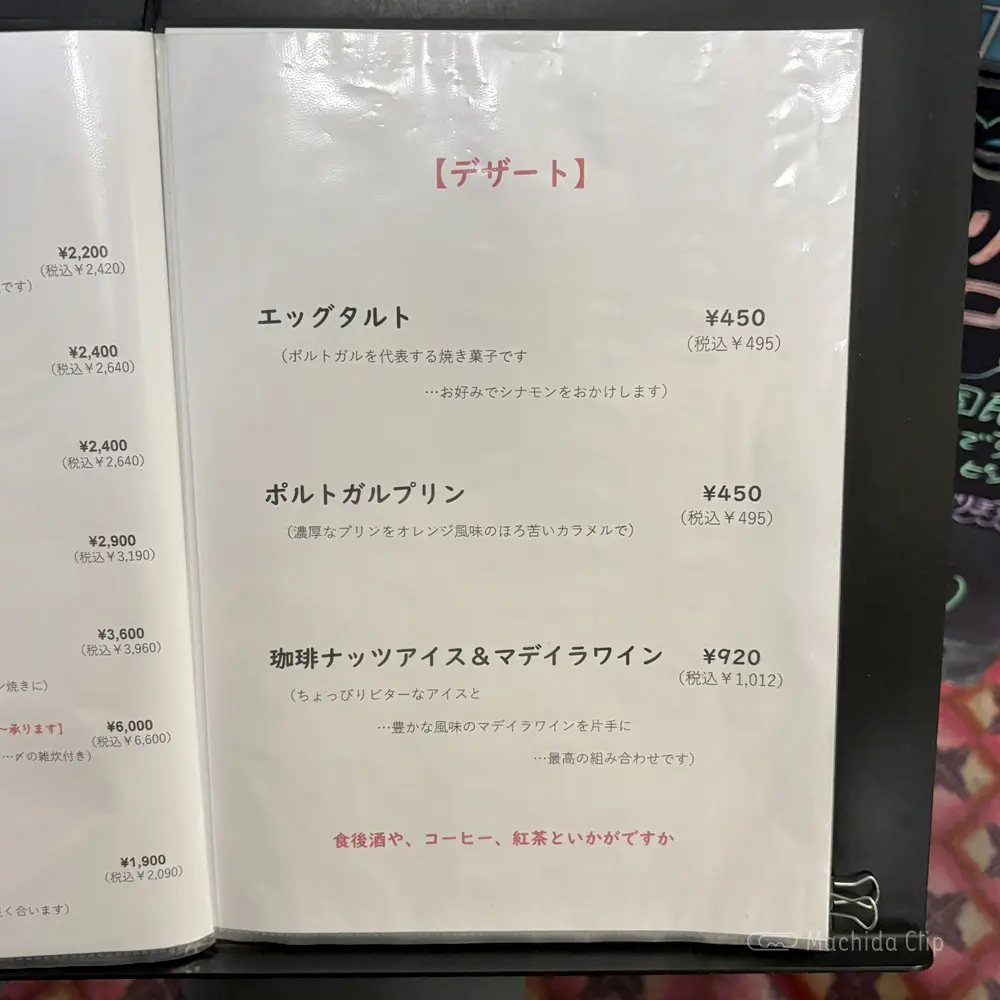 ¥2,200
(税込¥2,420)
です)
¥2,400
(税込¥2,640)
¥2,400
(税込¥2,640)
¥2,900
(税込¥3,190)
¥3,600
(税込¥3,960)
焼きに)
〜承ります】
¥6,000
(税込¥6,600)
…〆の雑炊付き)
¥1,900
(税込¥2,090)
く合います)
【デザート】
エッグタルト ¥450
(税込¥495)
(ポルトガルを代表する焼き菓子です
…お好みでシナモンをおかけします)
ポルトガルプリン ¥450
(税込¥495)
(濃厚なプリンをオレンジ風味のほろ苦いカラメルで)
珈琲ナッツアイス&マデイラワイン ¥920
(税込¥1,012)
(ちょっぴりビターなアイスと
…豊かな風味のマデイラワインを片手に
…最高の組み合わせです)
食後酒や、コーヒー、紅茶といかがですか
Machida Clip